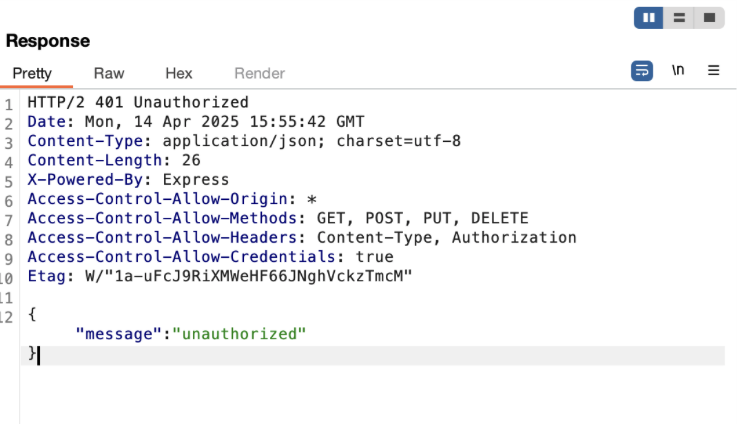 Response
Pretty Raw Hex Render \n
1 HTTP/2 401 Unauthorized
2 Date: Mon, 14 Apr 2025 15:55:42 GMT
3 Content-Type: application/json; charset=utf-8
4 Content-Length: 26
5 X-Powered-By: Express
6 Access-Control-Allow-Origin: *
7 Access-Control-Allow-Methods: GET, POST, PUT, DELETE
8 Access-Control-Allow-Headers: Content-Type, Authorization
9 Access-Control-Allow-Credentials: true
10 Etag: W/"1a-uFcJ9RiXMWeHF66JNghVckzTmcM"
11
12 {
"message":"unauthorized"
}